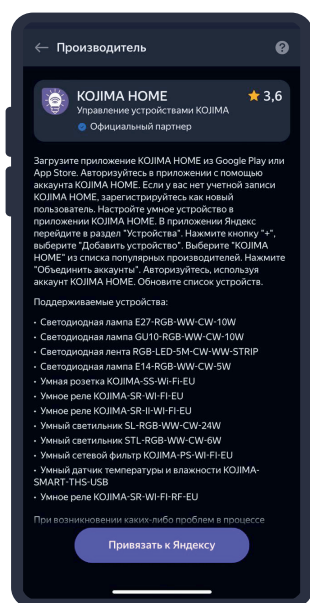 ← Производитель ?
KOJIMA HOME ★ 3,6
Управление устройствами KOJIMA
Официальный партнер
Загрузите приложение KOJIMA HOME из Google Play или
App Store. Авторизуйтесь в приложении с помощью
аккаунта KOJIMA HOME. Если у вас нет учетной записи
KOJIMA HOME, зарегистрируйтесь как новый
пользователь. Настройте умное устройство в
приложении KOJIMA HOME. В приложении Яндекс
перейдите в раздел "Устройства". Нажмите кнопку "+",
выберите "Добавить устройство". Выберите "KOJIMA
HOME" из списка популярных производителей. Нажмите
"Объединить аккаунты". Авторизуйтесь, используя
аккаунт KOJIMA HOME. Обновите список устройств.
Поддерживаемые устройства:
• Светодиодная лампа E27-RGB-WW-CW-10W
• Светодиодная лампа GU10-RGB-WW-CW-10W
• Светодиодная лента RGB-LED-5M-CW-WW-STRIP
• Светодиодная лампа E14-RGB-WW-CW-5W
• Умная розетка KOJIMA-SS-Wi-Fi-EU
• Умное реле KOJIMA-SR-WI-FI-EU
• Умное реле KOJIMA-SR-II-WI-FI-EU
• Умный светильник SL-RGB-WW-CW-24W
• Умный светильник STL-RGB-WW-CW-6W
• Умный сетевой фильтр KOJIMA-PS-WI-FI-EU
• Умный датчик температуры и влажности KOJIMA-
SMART-THS-USB
• Умное реле KOJIMA-SR-WI-FI-RF-EU
При возникновении каких-либо проблем в процессе
Привязать к Яндексу